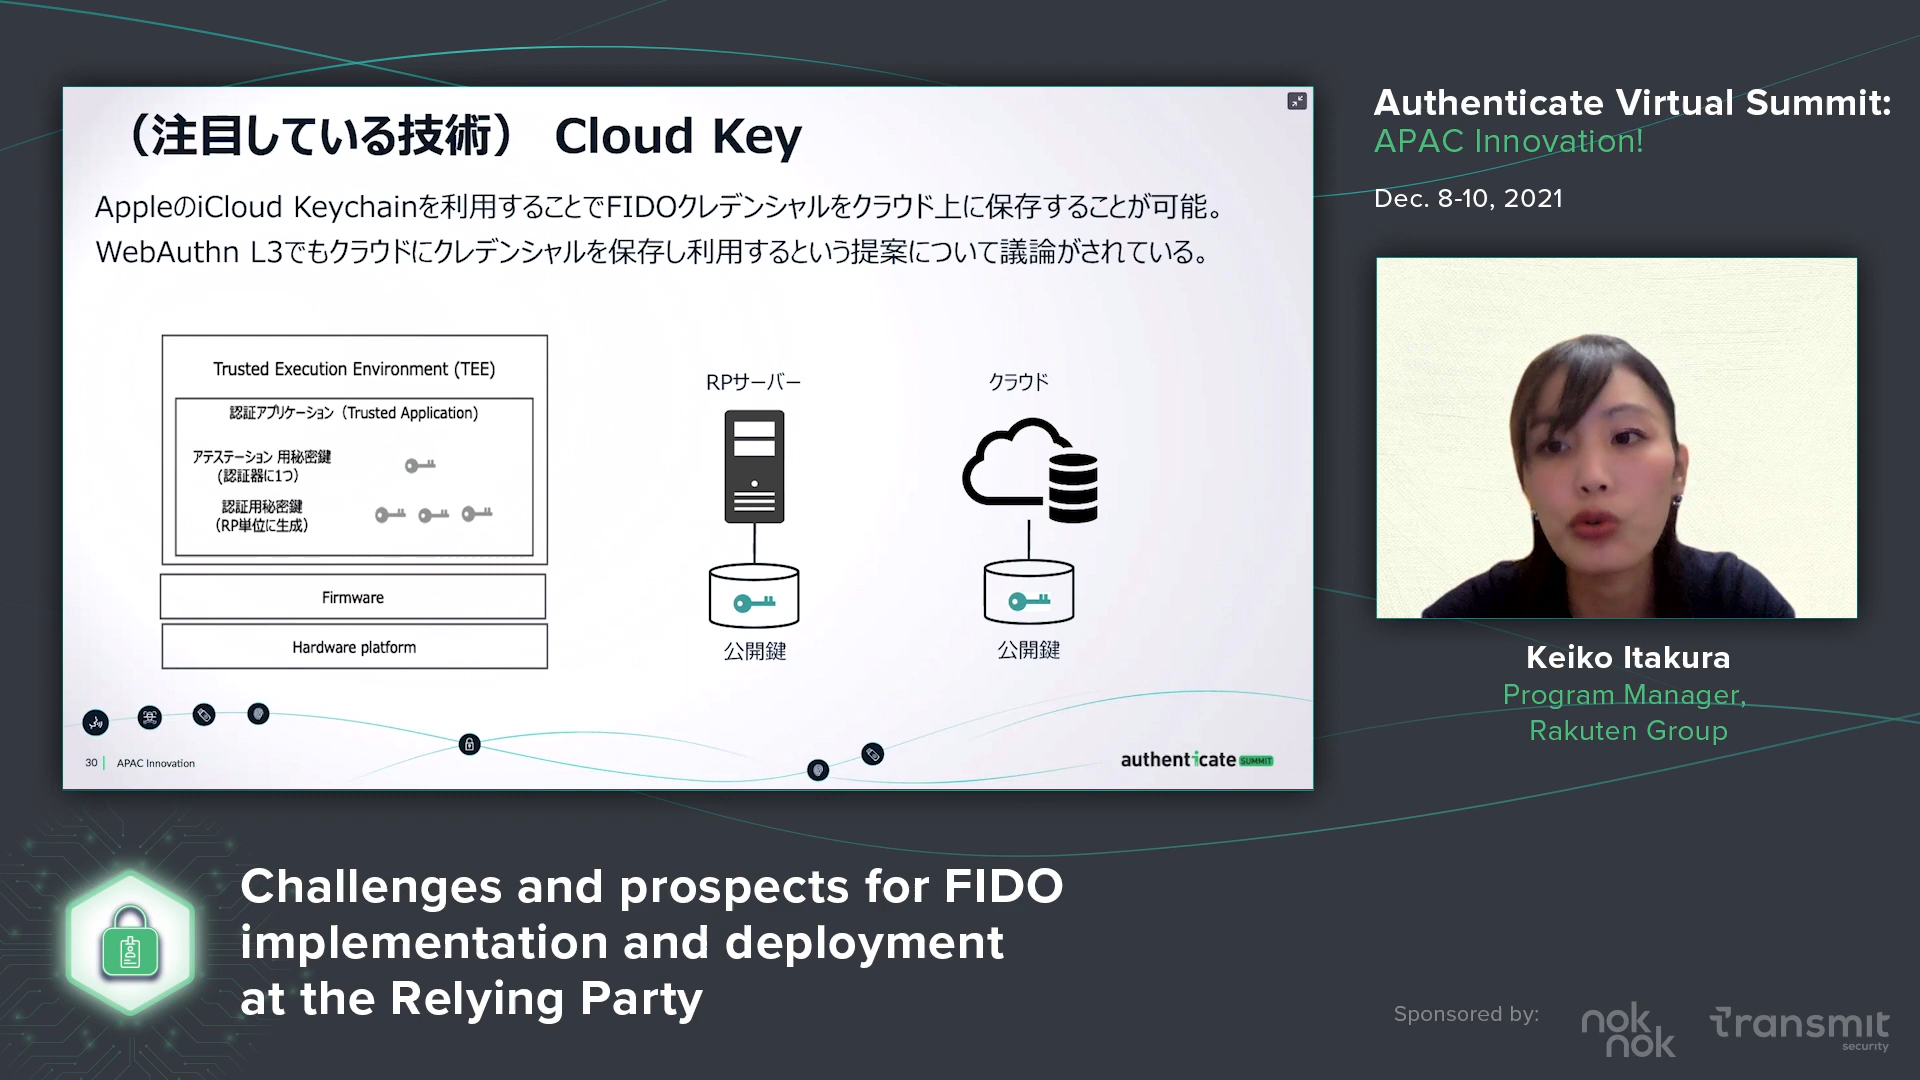 （注目している技術） Cloud Key
AppleのiCloud Keychainを利用することでFIDOクレデンシャルをクラウド上に保存することが可能。
WebAuthn L3でもクラウドにクレデンシャルを保存し利用するという提案について議論がされている。
Trusted Execution Environment (TEE)
認証アプリケーション（Trusted Application)
アテステーション 用秘密鍵
(認証器に1つ)
認証用秘密鍵
(RP単位に生成)
Firmware
Hardware platform
RPサーバー
公開鍵
クラウド
公開鍵
30
APAC Innovation
authenticate SUMMIT
Authenticate Virtual Summit:
APAC Innovation!
Dec. 8-10, 2021
Keiko Itakura
Program Manager,
Rakuten Group
Challenges and prospects for FIDO
implementation and deployment
at the Relying Party
Sponsored by:
nok
nok
Transmit
security